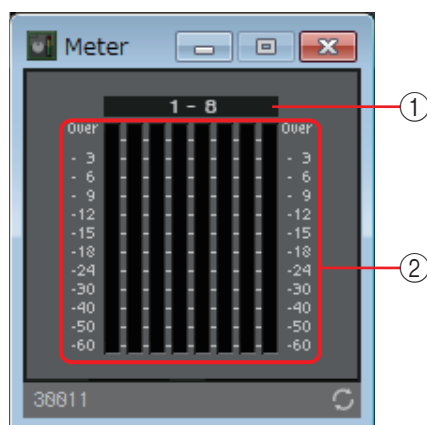 Meter
1 - 8
①
Over Over
- 3 - 3
- 6 - 6
- 9 - 9
-12 -12
-15 -15
-18 -18
-24 -24
②
-30 -30
-40 -40
-50 -50
-60 -60
30011